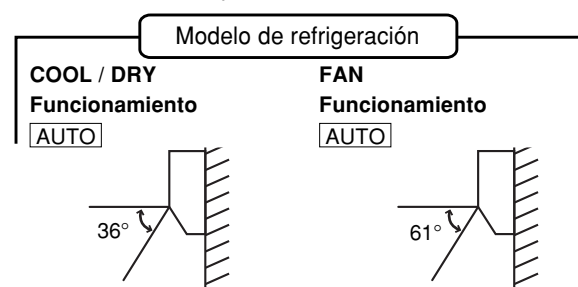 Modelo de refrigeración
COOL / DRY
Funcionamiento
AUTO
36°
FAN
Funcionamiento
AUTO
61°